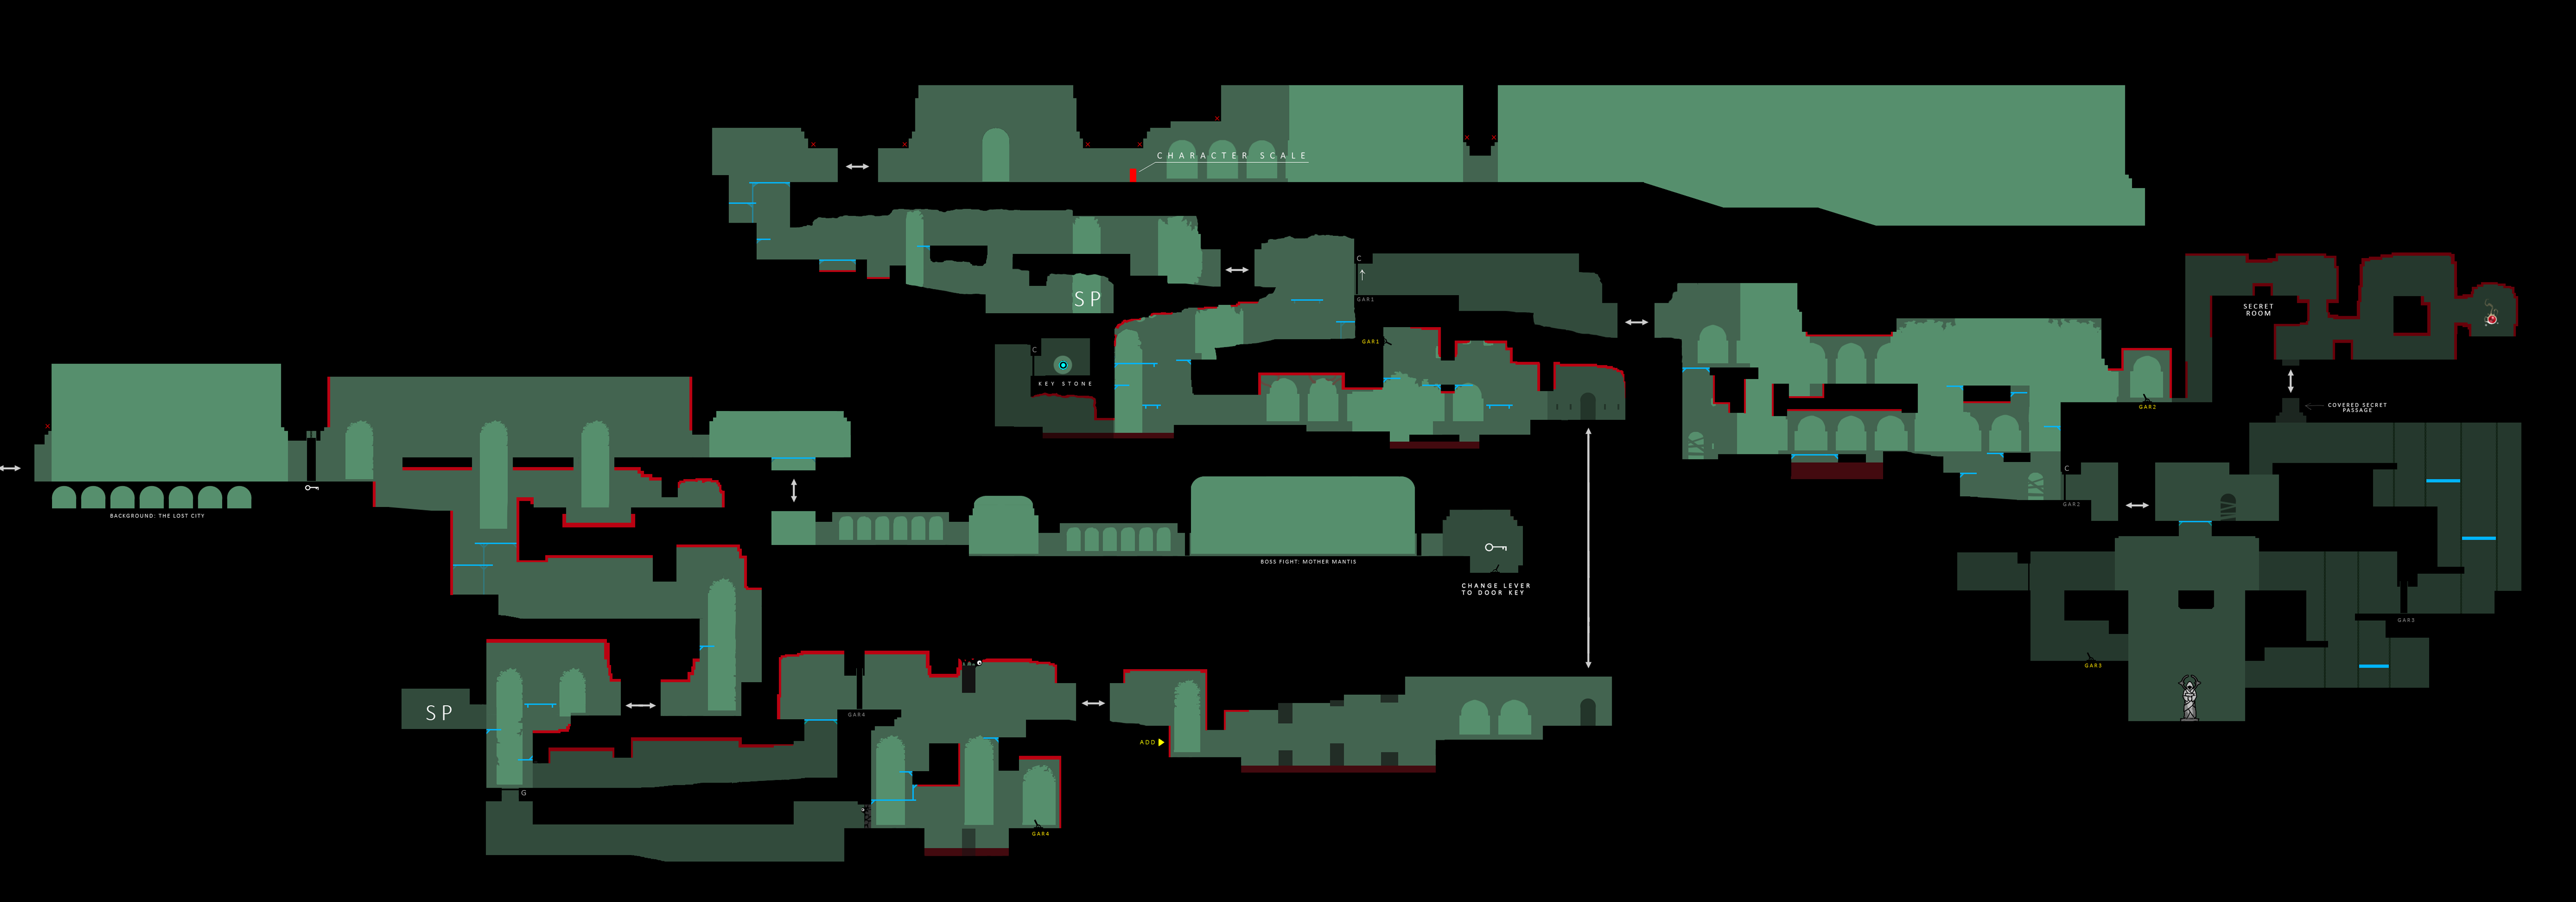 CHARACTER SCALE
C
GAR1
SP
SECRET
ROOM
GAR1
C
KEY STONE
COVERED SECRET
PASSAGE
GAR2
C
GAR2
BACKGROUND: THE LOST CITY
BOSS FIGHT: MOTHER MANTIS
CHANGE LEVER
TO DOOR KEY
GAR3
GAR3
SP
GAR4
ADD
G
GAR4